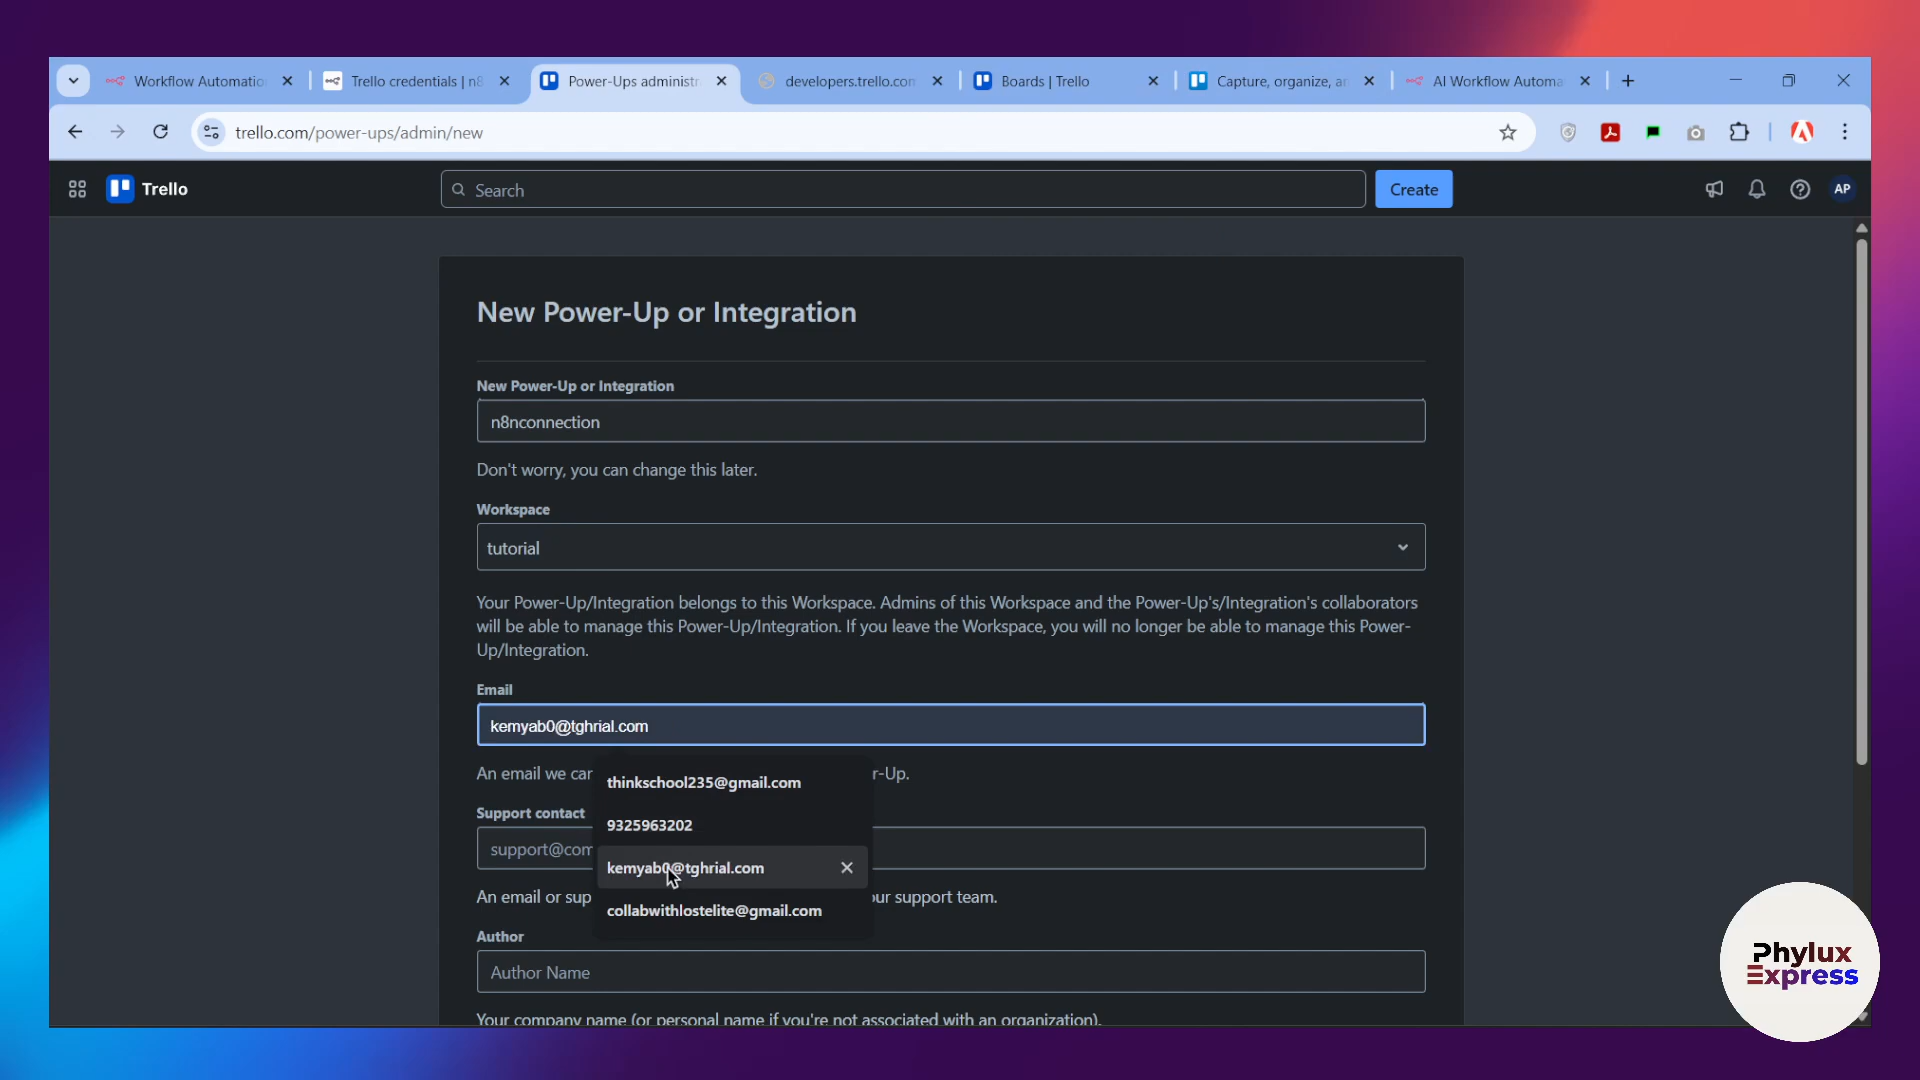 Workflow Automatio
Trello credentials | n8
Power-Ups administr
developers.trello.com
Boards | Trello
Capture, organize, an
AI Workflow Automa
trello.com/power-ups/admin/new
Trello
Search
Create
AP
New Power-Up or Integration
New Power-Up or Integration
n8nconnection
Don't worry, you can change this later.
Workspace
tutorial
Your Power-Up/Integration belongs to this Workspace. Admins of this Workspace and the Power-Up's/Integration's collaborators
will be able to manage this Power-Up/Integration. If you leave the Workspace, you will no longer be able to manage this Power-
Up/Integration.
Email
kemyab0@tghrial.com
An email we can r-Up.
thinkschool235@gmail.com
Support contact
9325963202
support@com
kemyab0@tghrial.com
An email or sup our support team.
collabwithlostelite@gmail.com
Author
Author Name
Your company name (or personal name if you're not associated with an organization).
Phylux
Express